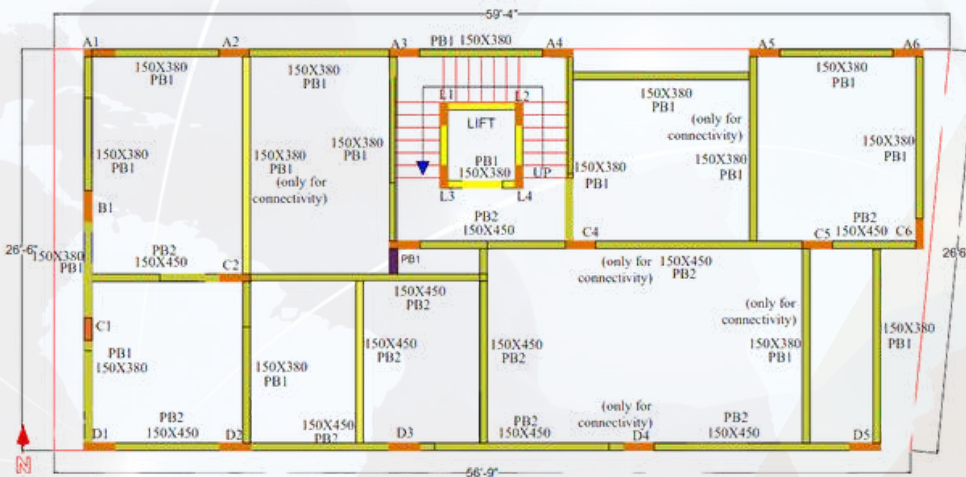 59'-4"
A1
A2
A3
PB1 150X380
A4
A5
A6
150X380
PB1
150X380
PB1
150X380
PB1
L1
L2
LIFT
PB1
150X380
UP
L3
L4
150X380
PB1
(only for
connectivity)
150X380
PB1
150X380
PB1
150X380
PB1
(only for
connectivity)
150X380
PB1
150X380
PB1
150X380
PB1
150X380
PB1
B1
PB2
150X450
C2
PB2
150X450
C4
C5
PB2
150X450
C6
26'-6"
150X380
PB1
PB1
(only for
connectivity)
150X450
PB2
26'6
C1
PB1
150X380
150X380
PB1
150X450
PB2
150X450
PB2
150X450
PB2
(only for
connectivity)
150X380
PB1
150X380
PB1
PB2
150X450
150X450
PB2
PB2
150X450
(only for
connectivity)
PB2
150X450
D1
D2
D3
D4
D5
N
56'-9"